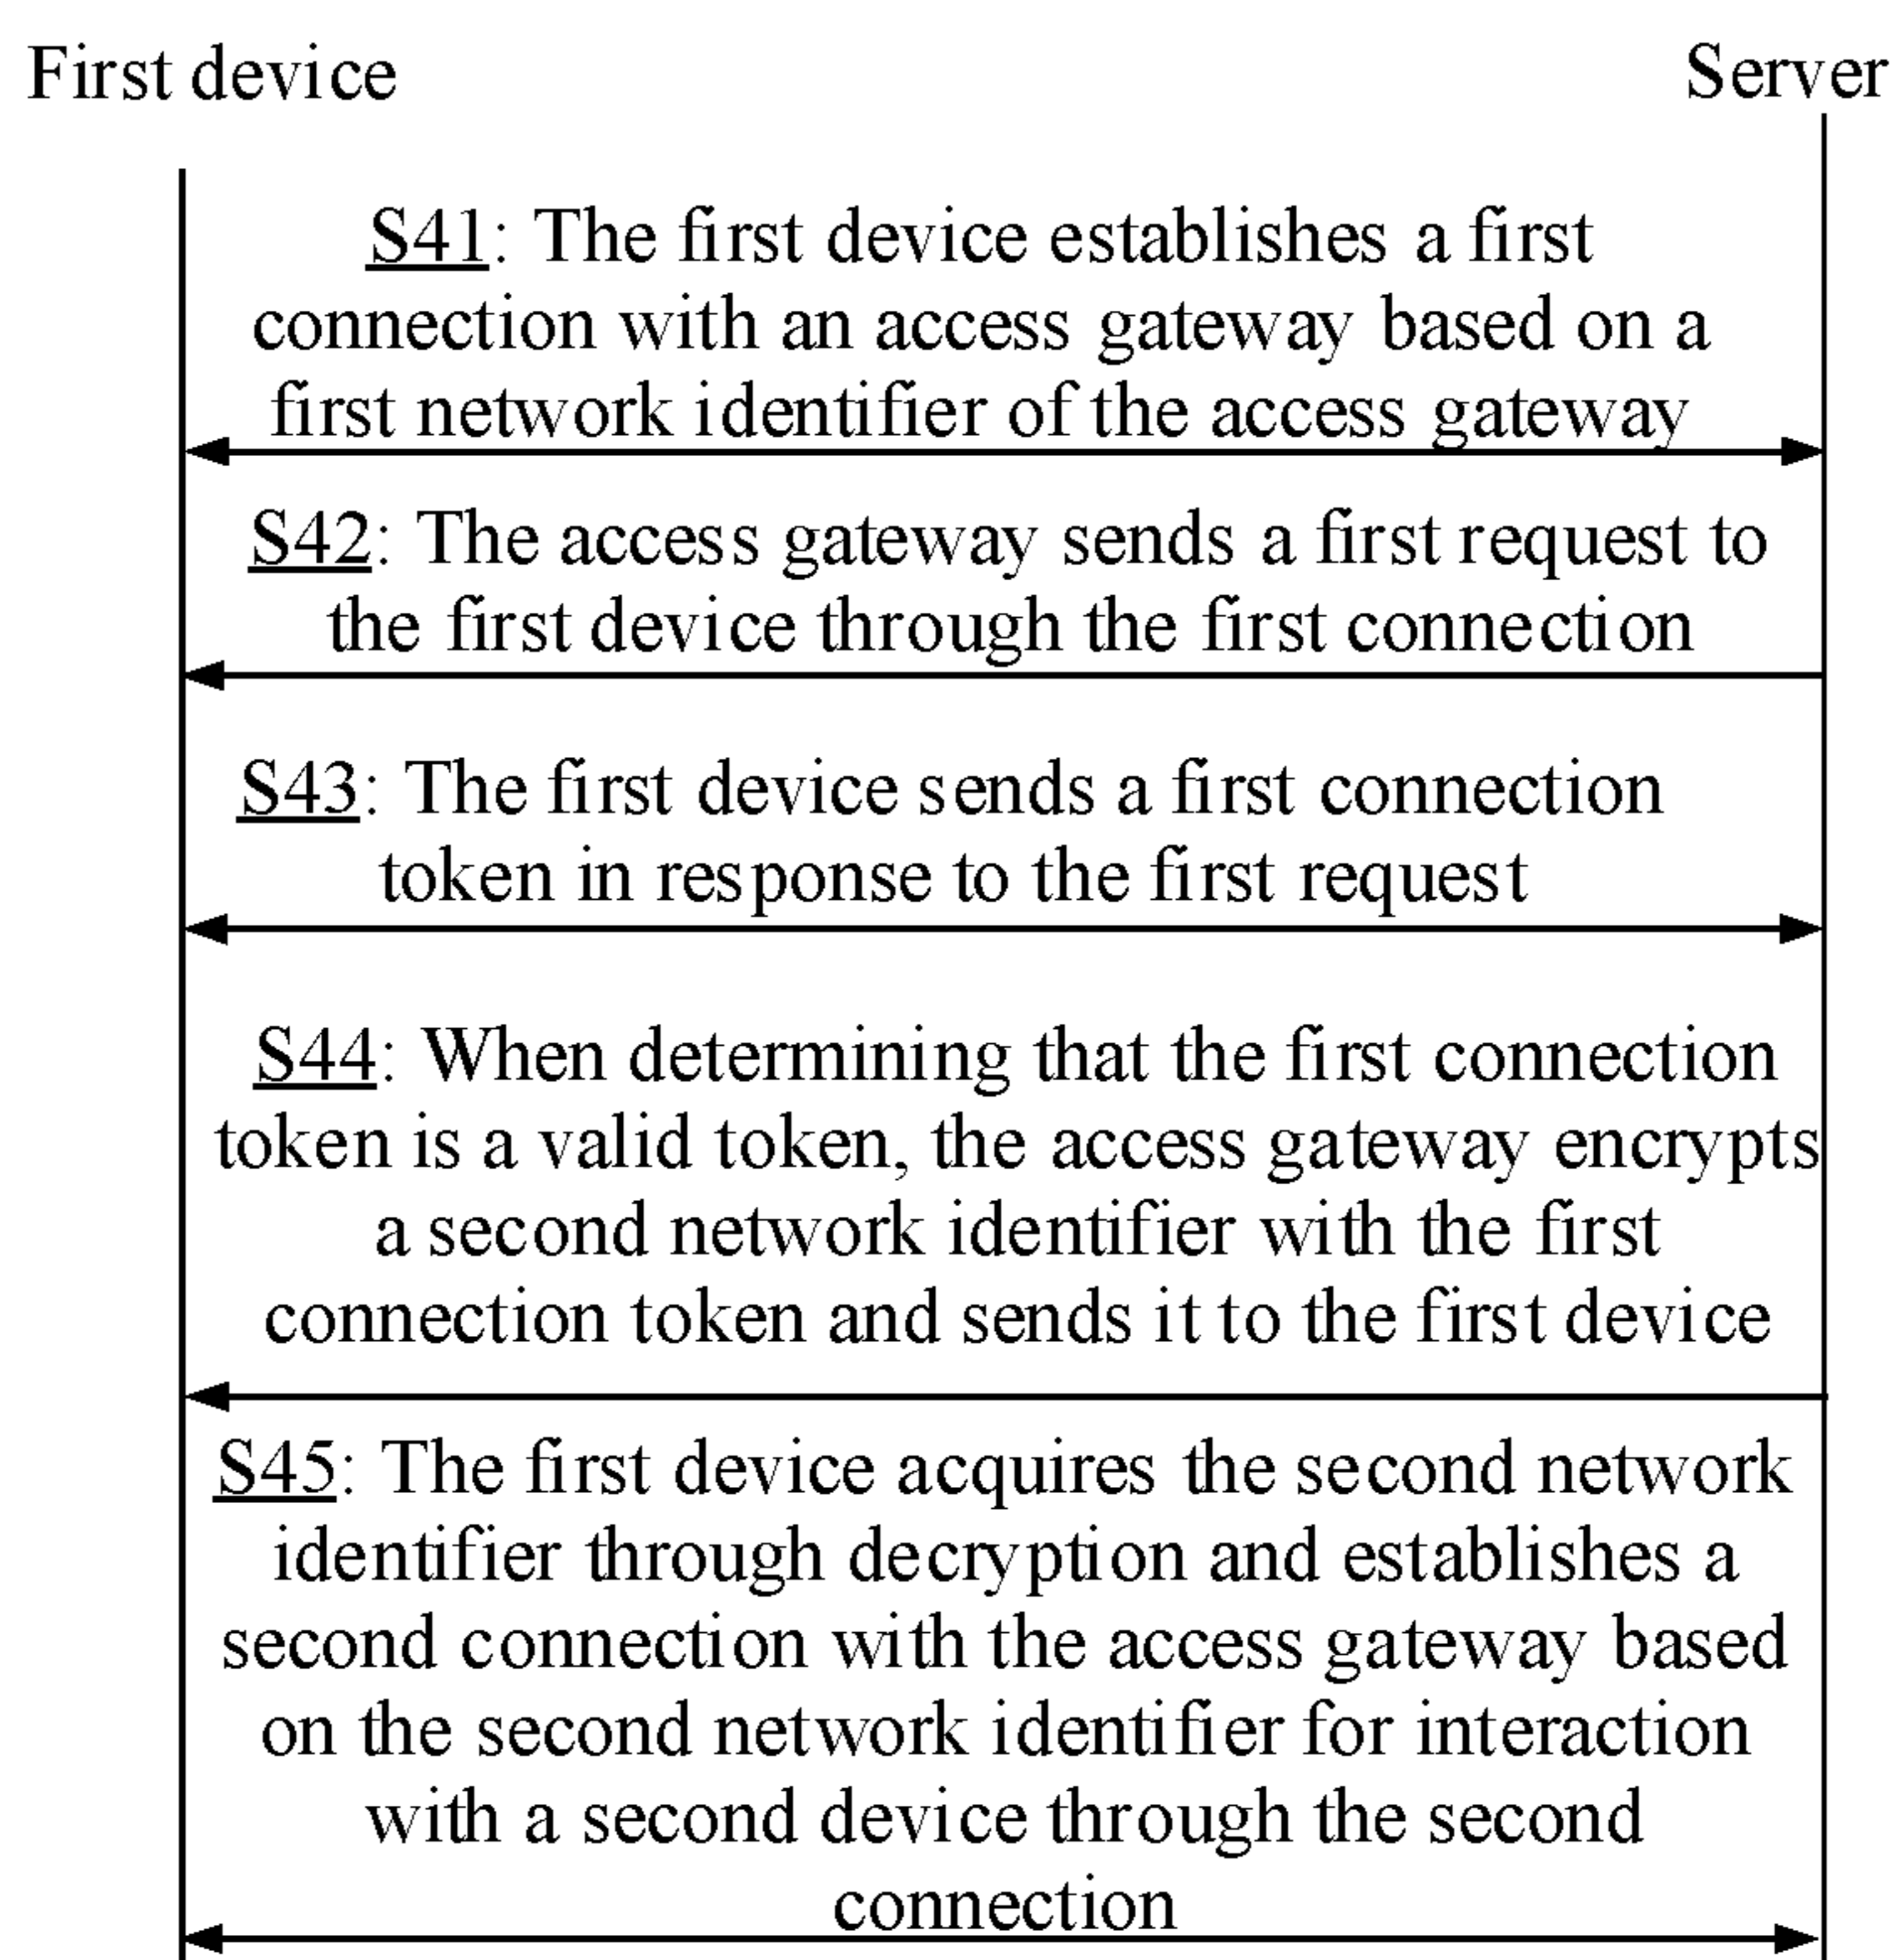 First device
Server
S41: The first device establishes a first
connection with an access gateway based on a
first network identifier of the access gateway
S42: The access gateway sends a first request to
the first device through the first connection
S43: The first device sends a first connection
token in response to the first request
S44: When determining that the first connection
token is a valid token, the access gateway encrypts
a second network identifier with the first
connection token and sends it to the first device
S45: The first device acquires the second network
identifier through decryption and establishes a
second connection with the access gateway based
on the second network identifier for interaction
with a second device through the second
connection